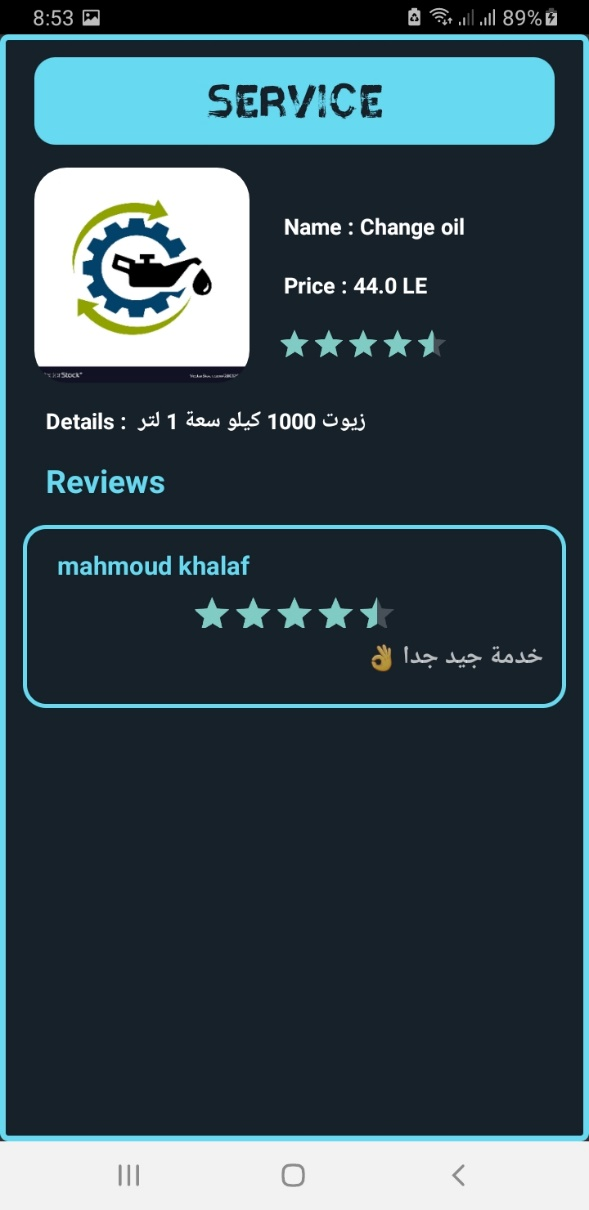 8:53 89%
SERVICE
Name : Change oil
Price : 44.0 LE
Details : زيوت 1000 كيلو سعة 1 لتر
Reviews
mahmoud khalaf
خدمة جيد جدا 👌